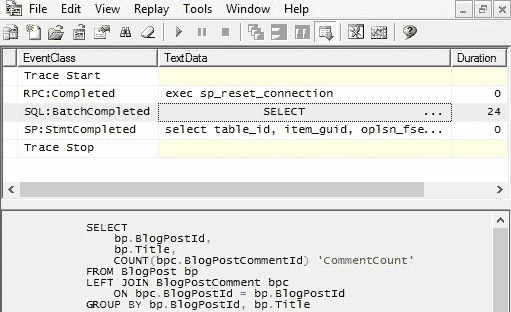 File Edit View Replay Tools Window Help
EventClass TextData Duration
Trace Start
RPC:Completed exec sp_reset_connection 0
SQL:BatchCompleted SELECT ... 24
SP:StmtCompleted select table_id, item_guid, oplsn_fse... 0
Trace Stop
SELECT
bp.BlogPostId,
bp.Title,
COUNT(bpc.BlogPostCommentId) 'CommentCount'
FROM BlogPost bp
LEFT JOIN BlogPostComment bpc
ON bpc.BlogPostId = bp.BlogPostId
GROUP BY bp.BlogPostId, bp.Title